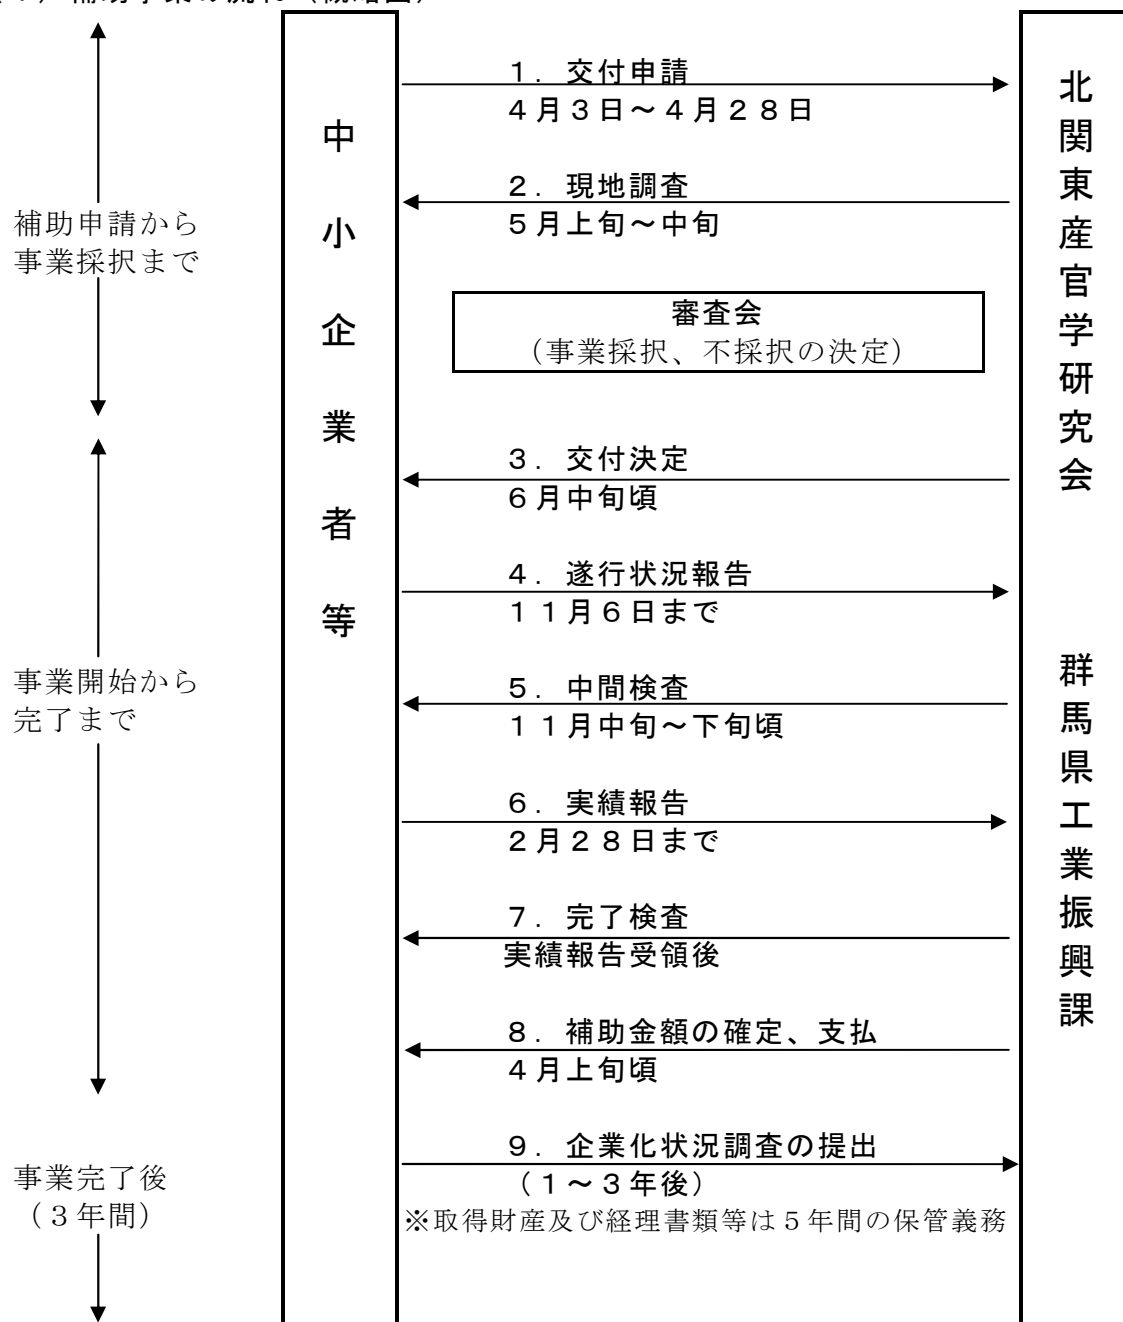 補助事業の流れ（概略図）
補助申請から
事業採択まで
事業開始から
完了まで
事業完了後
（３年間）
中小企業者等
１．交付申請
４月３日～４月２８日
２．現地調査
５月上旬～中旬
審査会
（事業採択、不採択の決定）
３．交付決定
６月中旬頃
４．遂行状況報告
１１月６日まで
５．中間検査
１１月中旬～下旬頃
６．実績報告
２月２８日まで
７．完了検査
実績報告受領後
８．補助金額の確定、支払
４月上旬頃
９．企業化状況調査の提出
（１～３年後）
※取得財産及び経理書類等は５年間の保管義務
北関東産官学研究会
群馬県工業振興課